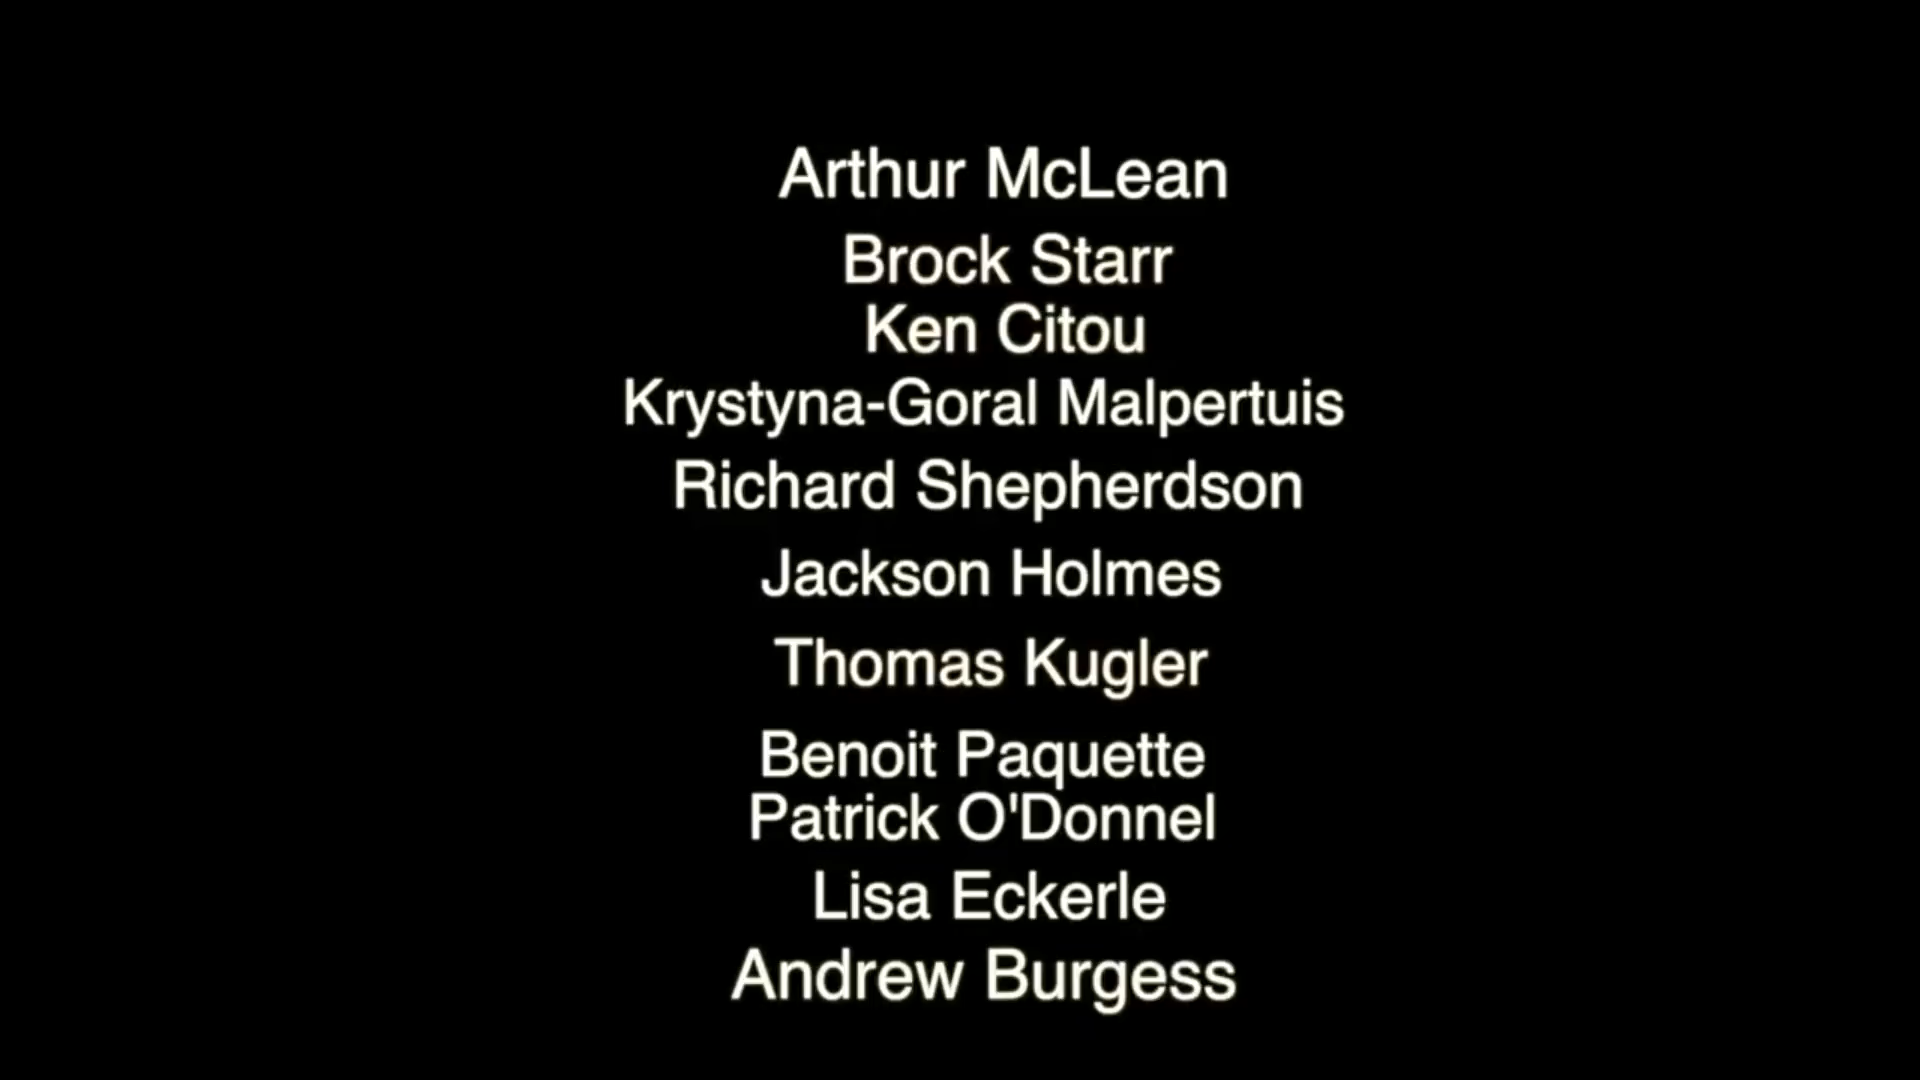 Arthur McLean
Brock Starr
Ken Citou
Krystyna-Goral Malpertuis
Richard Shepherdson
Jackson Holmes
Thomas Kugler
Benoit Paquette
Patrick O'Donnel
Lisa Eckerle
Andrew Burgess